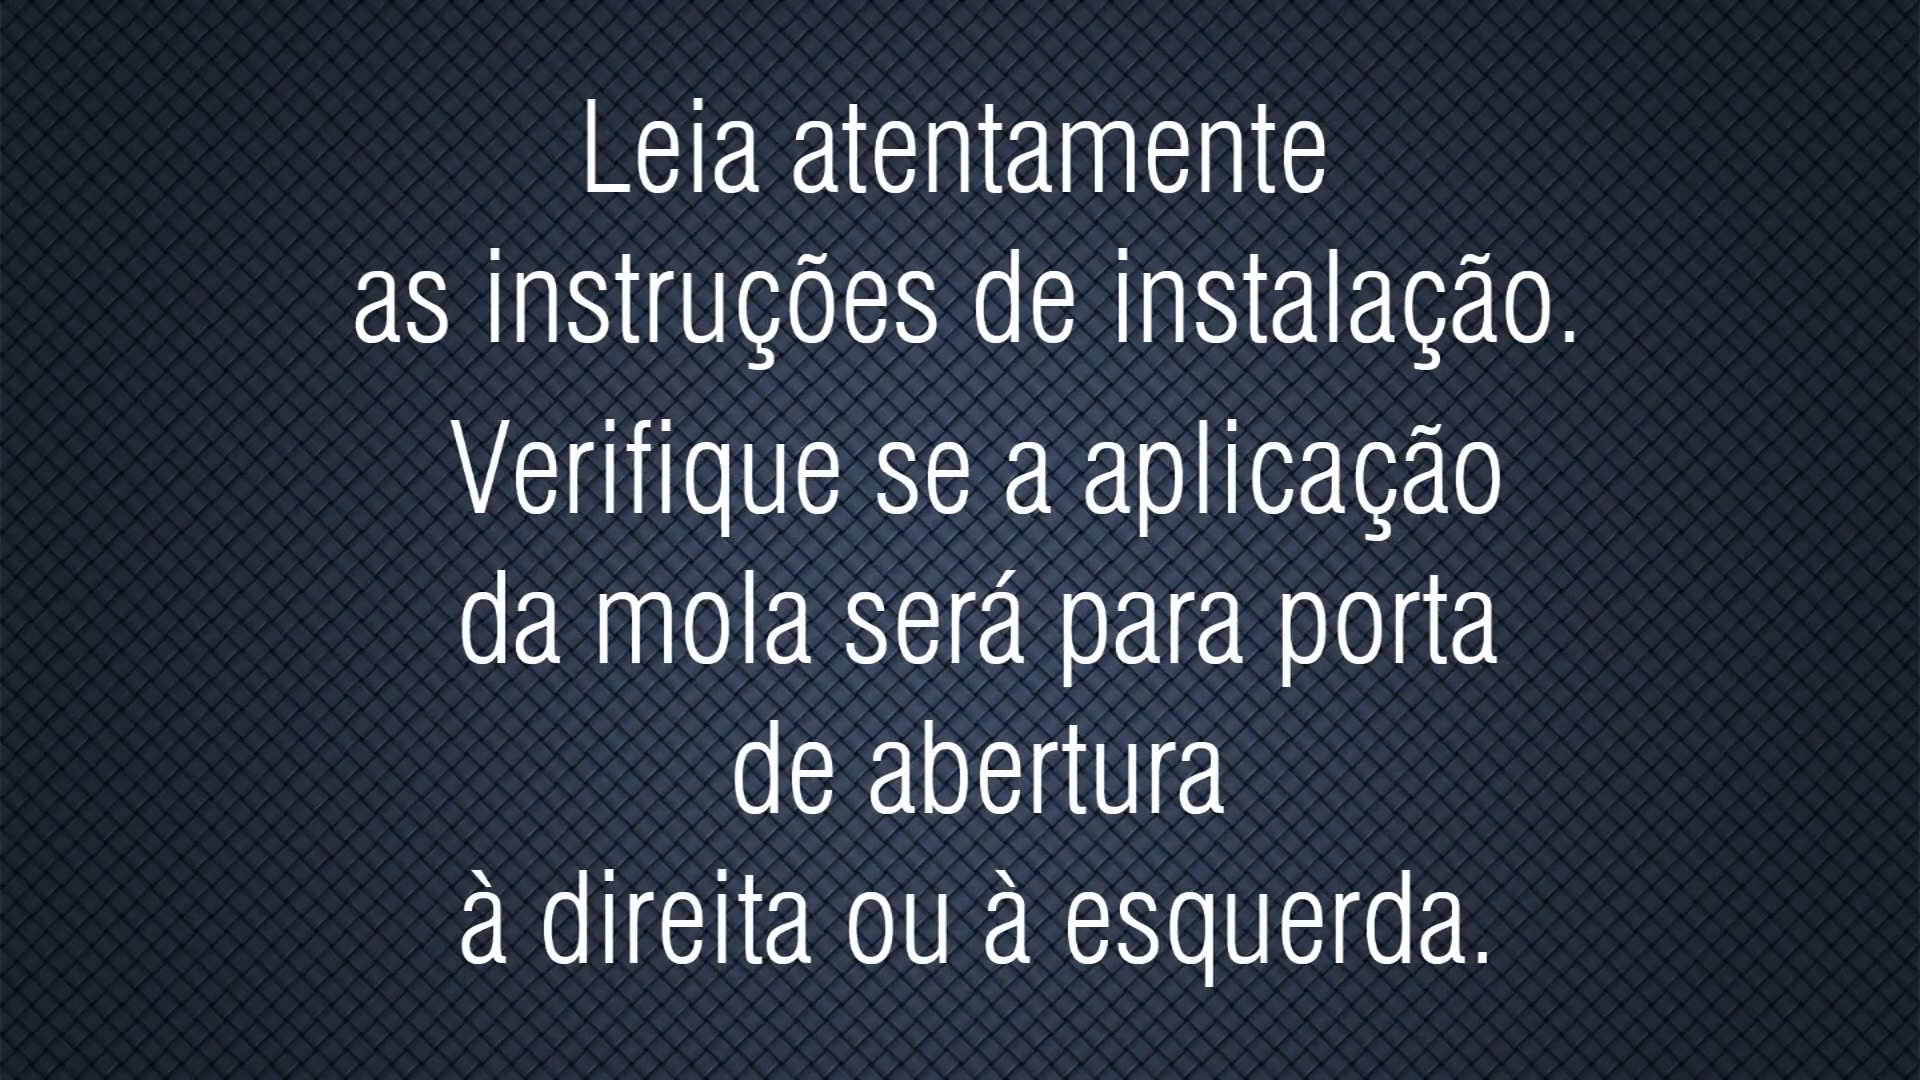 Leia atentamente
as instruções de instalação.
Verifique se a aplicação
da mola será para porta
de abertura
à direita ou à esquerda.